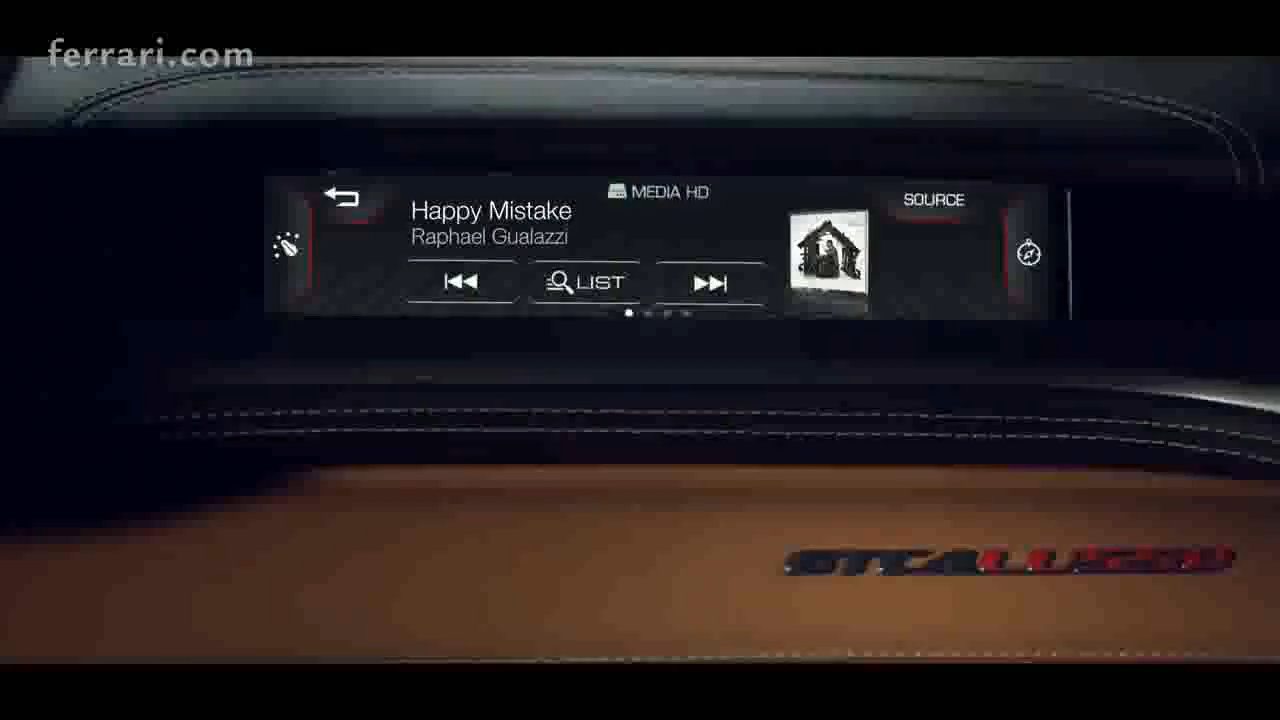 ferrari.com
MEDIA HD
Happy Mistake
Raphael Gualazzi
SOURCE
LIST
GTC4LUSSO